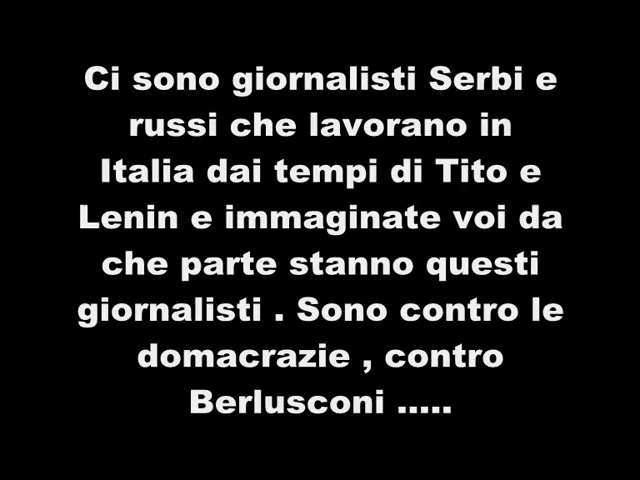 Ci sono giornalisti Serbi e
russi che lavorano in
Italia dai tempi di Tito e
Lenin e immaginate voi da
che parte stanno questi
giornalisti . Sono contro le
domacrazie , contro
Berlusconi .....